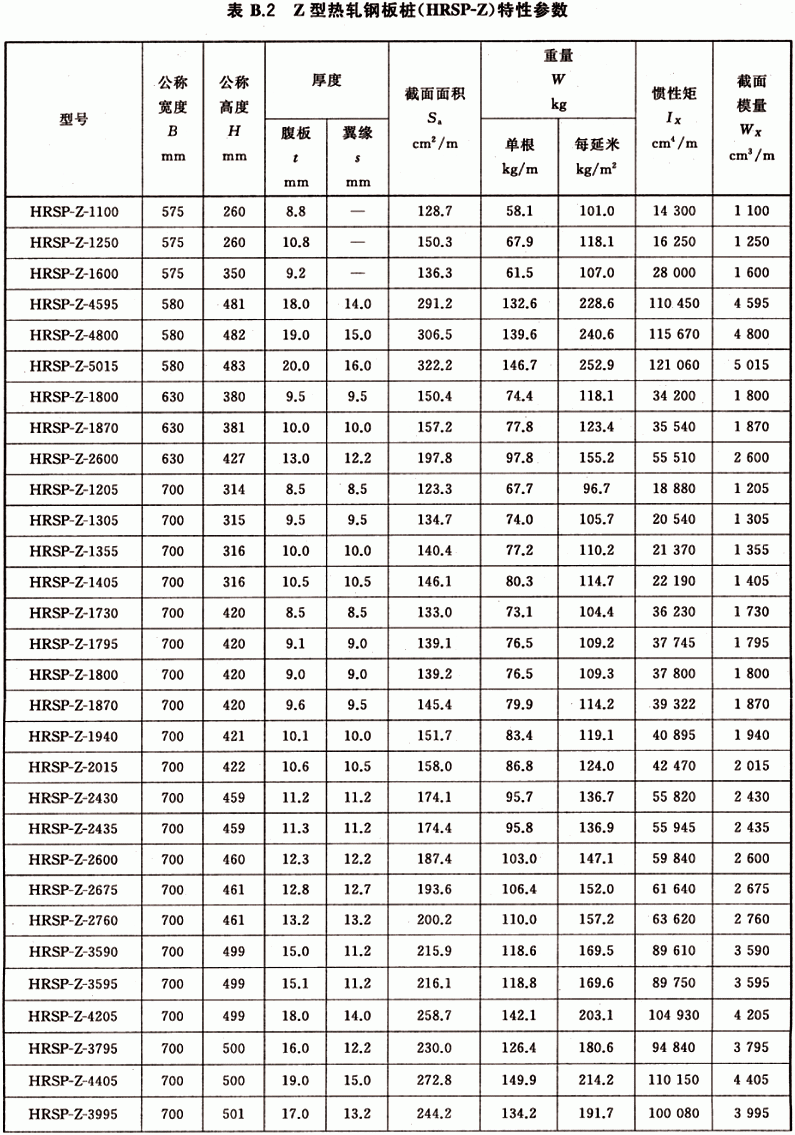 表 B.2 Z 型热轧钢板桩(HRSP-Z)特性参数
型号 公称宽度 B mm 公称高度 H mm 厚度 截面面积 Sa cm²/m 重量 W kg 惯性矩 IX cm⁴/m 截面模量 WX cm³/m
腹板 t mm 翼缘 s mm 单根 kg/m 每延米 kg/m²
HRSP-Z-1100 575 260 8.8 — 128.7 58.1 101.0 14 300 1 100
HRSP-Z-1250 575 260 10.8 — 150.3 67.9 118.1 16 250 1 250
HRSP-Z-1600 575 350 9.2 — 136.3 61.5 107.0 28 000 1 600
HRSP-Z-4595 580 481 18.0 14.0 291.2 132.6 228.6 110 450 4 595
HRSP-Z-4800 580 482 19.0 15.0 306.5 139.6 240.6 115 670 4 800
HRSP-Z-5015 580 483 20.0 16.0 322.2 146.7 252.9 121 060 5 015
HRSP-Z-1800 630 380 9.5 9.5 150.4 74.4 118.1 34 200 1 800
HRSP-Z-1870 630 381 10.0 10.0 157.2 77.8 123.4 35 540 1 870
HRSP-Z-2600 630 427 13.0 12.2 197.8 97.8 155.2 55 510 2 600
HRSP-Z-1205 700 314 8.5 8.5 123.3 67.7 96.7 18 880 1 205
HRSP-Z-1305 700 315 9.5 9.5 134.7 74.0 105.7 20 540 1 305
HRSP-Z-1355 700 316 10.0 10.0 140.4 77.2 110.2 21 370 1 355
HRSP-Z-1405 700 316 10.5 10.5 146.1 80.3 114.7 22 190 1 405
HRSP-Z-1730 700 420 8.5 8.5 133.0 73.1 104.4 36 230 1 730
HRSP-Z-1795 700 420 9.1 9.0 139.1 76.5 109.2 37 745 1 795
HRSP-Z-1800 700 420 9.0 9.0 139.2 76.5 109.3 37 800 1 800
HRSP-Z-1870 700 420 9.6 9.5 145.4 79.9 114.2 39 322 1 870
HRSP-Z-1940 700 421 10.1 10.0 151.7 83.4 119.1 40 895 1 940
HRSP-Z-2015 700 422 10.6 10.5 158.0 86.8 124.0 42 470 2 015
HRSP-Z-2430 700 459 11.2 11.2 174.1 95.7 136.7 55 820 2 430
HRSP-Z-2435 700 459 11.3 11.2 174.4 95.8 136.9 55 945 2 435
HRSP-Z-2600 700 460 12.3 12.2 187.4 103.0 147.1 59 840 2 600
HRSP-Z-2675 700 461 12.8 12.7 193.6 106.4 152.0 61 640 2 675
HRSP-Z-2760 700 461 13.2 13.2 200.2 110.0 157.2 63 620 2 760
HRSP-Z-3590 700 499 15.0 11.2 215.9 118.6 169.5 89 610 3 590
HRSP-Z-3595 700 499 15.1 11.2 216.1 118.8 169.6 89 750 3 595
HRSP-Z-4205 700 499 18.0 14.0 258.7 142.1 203.1 104 930 4 205
HRSP-Z-3795 700 500 16.0 12.2 230.0 126.4 180.6 94 840 3 795
HRSP-Z-4405 700 500 19.0 15.0 272.8 149.9 214.2 110 150 4 405
HRSP-Z-3995 700 501 17.0 13.2 244.2 134.2 191.7 100 080 3 995